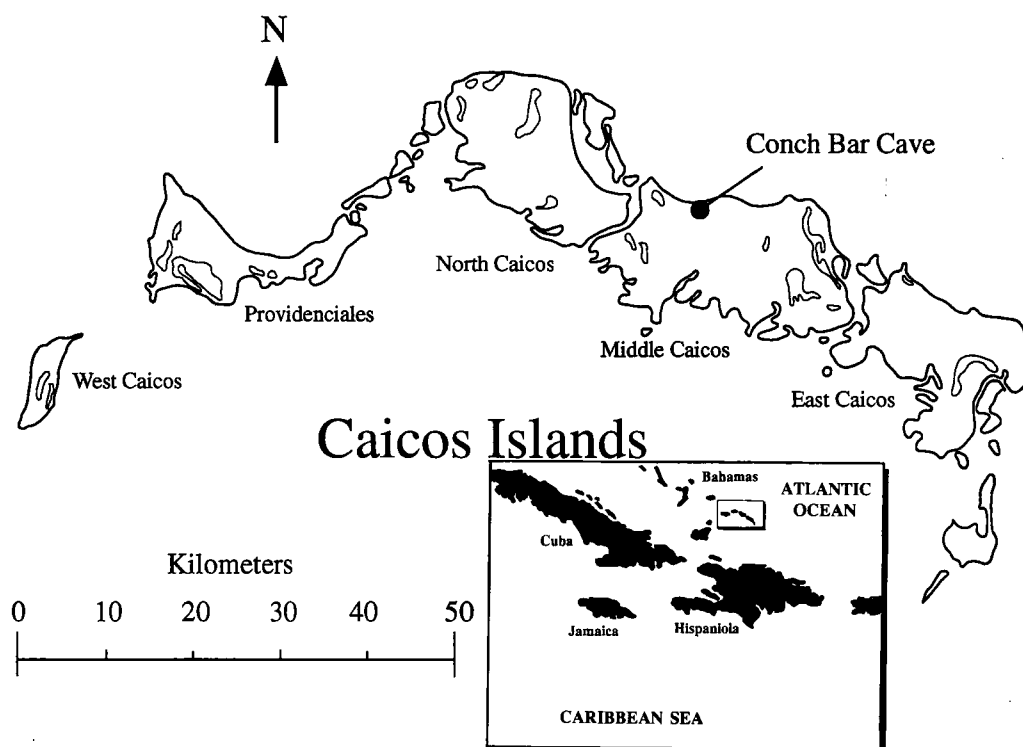 N
Conch Bar Cave
North Caicos
Providenciales
Middle Caicos
West Caicos
East Caicos
Caicos Islands
Bahamas
ATLANTIC
OCEAN
Cuba
Kilometers
0 10 20 30 40 50
Jamaica
Hispaniola
CARIBBEAN SEA